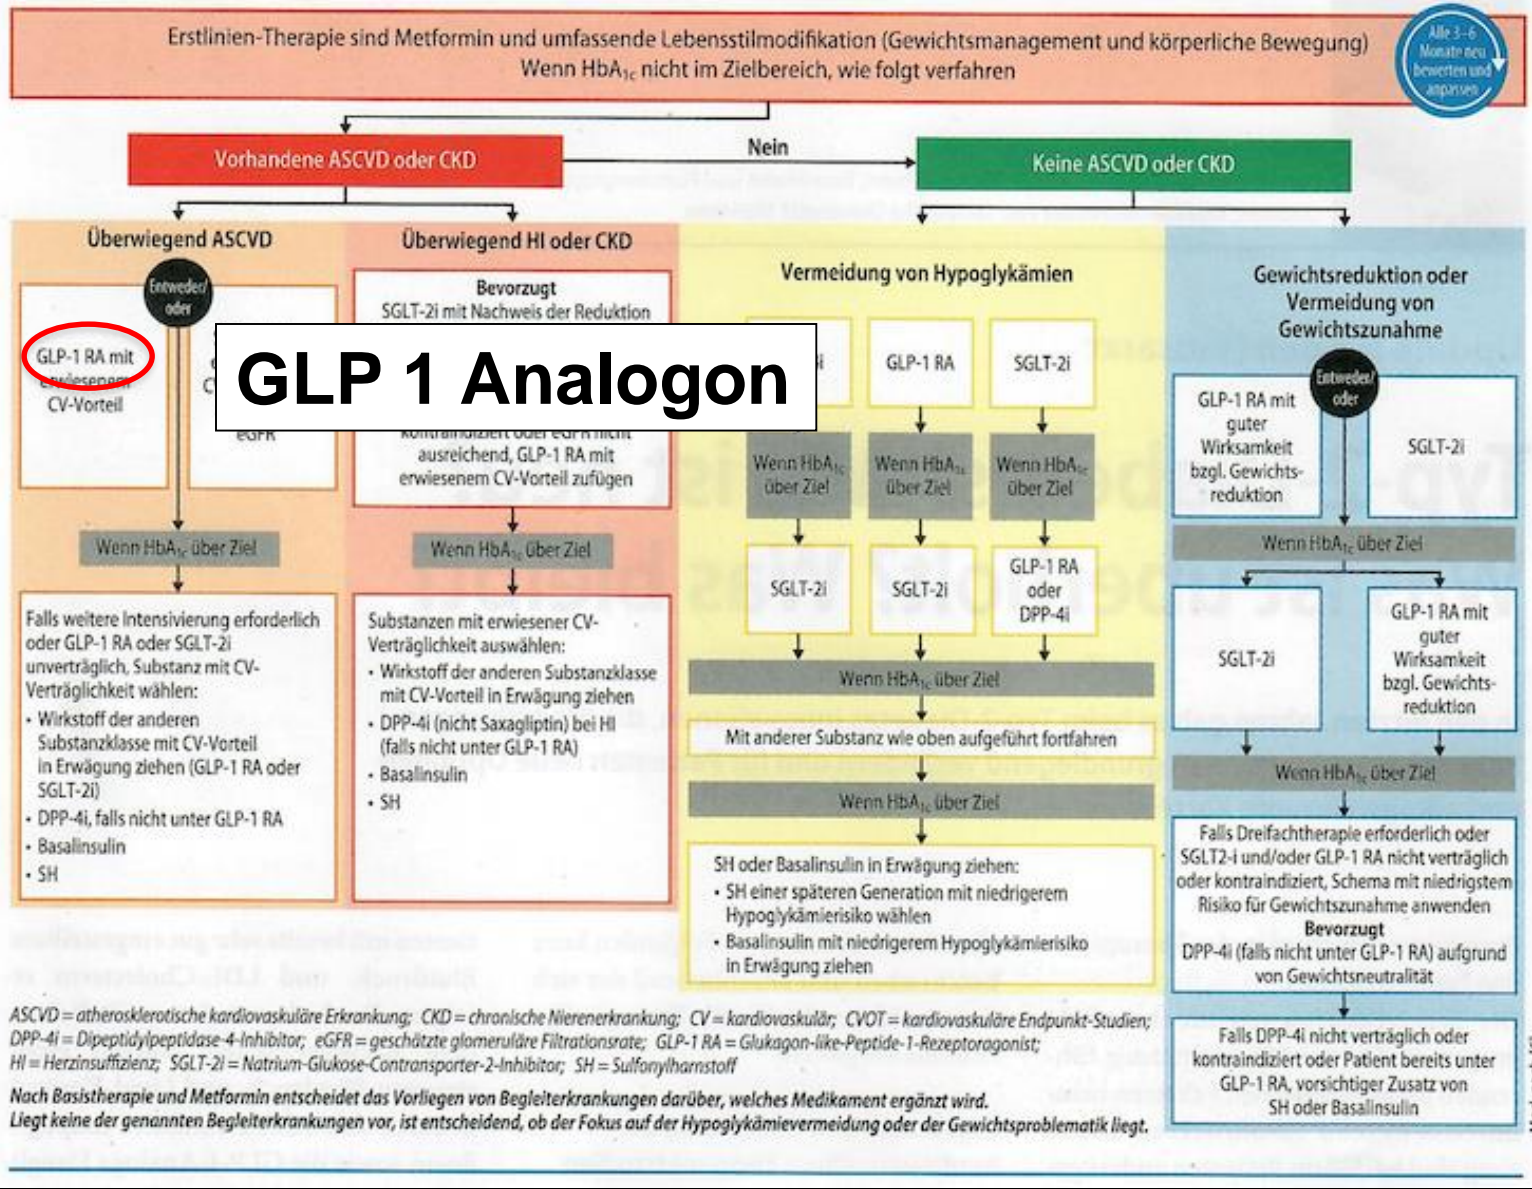 Erstlinien-Therapie sind Metformin und umfassende Lebensstilmodifikation (Gewichtsmanagement und körperliche Bewegung)
Wenn HbA1c nicht im Zielbereich, wie folgt verfahren
Alle 3–6
Monate neu
bewerten und
anpassen
Vorhandene ASCVD oder CKD
Nein
Keine ASCVD oder CKD
Überwiegend ASCVD
Entweder/
oder
GLP-1 RA mit
erwiesenem
CV-Vorteil
eGFR
Wenn HbA1c über Ziel
Falls weitere Intensivierung erforderlich
oder GLP-1 RA oder SGLT-2i
unverträglich, Substanz mit CV-
Verträglichkeit wählen:
• Wirkstoff der anderen
Substanzklasse mit CV-Vorteil
in Erwägung ziehen (GLP-1 RA oder
SGLT-2i)
• DPP-4i, falls nicht unter GLP-1 RA
• Basalinsulin
• SH
Überwiegend HI oder CKD
Bevorzugt
SGLT-2i mit Nachweis der Reduktion
GLP 1 Analogon
kontraindiziert oder eGFR nicht
ausreichend, GLP-1 RA mit
erwiesenem CV-Vorteil zufügen
Wenn HbA1c über Ziel
Substanzen mit erwiesener CV-
Verträglichkeit auswählen:
• Wirkstoff der anderen Substanzklasse
mit CV-Vorteil in Erwägung ziehen
• DPP-4i (nicht Saxagliptin) bei HI
(falls nicht unter GLP-1 RA)
• Basalinsulin
• SH
Vermeidung von Hypoglykämien
GLP-1 RA
SGLT-2i
Wenn HbA1c
über Ziel
Wenn HbA1c
über Ziel
Wenn HbA1c
über Ziel
SGLT-2i
SGLT-2i
GLP-1 RA
oder
DPP-4i
Wenn HbA1c über Ziel
Mit anderer Substanz wie oben aufgeführt fortfahren
Wenn HbA1c über Ziel
SH oder Basalinsulin in Erwägung ziehen:
• SH einer späteren Generation mit niedrigerem
Hypoglykämierisiko wählen
• Basalinsulin mit niedrigerem Hypoglykämierisiko
in Erwägung ziehen
Gewichtsreduktion oder
Vermeidung von
Gewichtszunahme
Entweder/
oder
GLP-1 RA mit
guter
Wirksamkeit
bzgl. Gewichts-
reduktion
SGLT-2i
Wenn HbA1c über Ziel
SGLT-2i
GLP-1 RA mit
guter
Wirksamkeit
bzgl. Gewichts-
reduktion
Wenn HbA1c über Ziel
Falls Dreifachtherapie erforderlich oder
SGLT2-i und/oder GLP-1 RA nicht verträglich
oder kontraindiziert, Schema mit niedrigstem
Risiko für Gewichtszunahme anwenden
Bevorzugt
DPP-4i (falls nicht unter GLP-1 RA) aufgrund
von Gewichtsneutralität
Falls DPP-4i nicht verträglich oder
kontraindiziert oder Patient bereits unter
GLP-1 RA, vorsichtiger Zusatz von
SH oder Basalinsulin
ASCVD = atherosklerotische kardiovaskuläre Erkrankung; CKD = chronische Nierenerkrankung; CV = kardiovaskulär; CVOT = kardiovaskuläre Endpunkt-Studien;
DPP-4i = Dipeptidylpeptidase-4-Inhibitor; eGFR = geschätzte glomeruläre Filtrationsrate; GLP-1 RA = Glukagon-like-Peptide-1-Rezeptoragonist;
HI = Herzinsuffizienz; SGLT-2i = Natrium-Glukose-Contransporter-2-Inhibitor; SH = Sulfonylharnstoff
Nach Basistherapie und Metformin entscheidet das Vorliegen von Begleiterkrankungen darüber, welches Medikament ergänzt wird.
Liegt keine der genannten Begleiterkrankungen vor, ist entscheidend, ob der Fokus auf der Hypoglykämievermeidung oder der Gewichtsproblematik liegt.